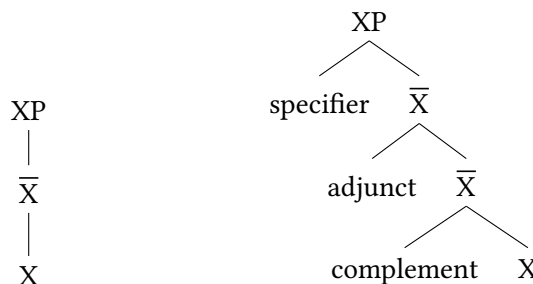 XP
X̅
X
XP
specifier X̅
adjunct X̅
complement X